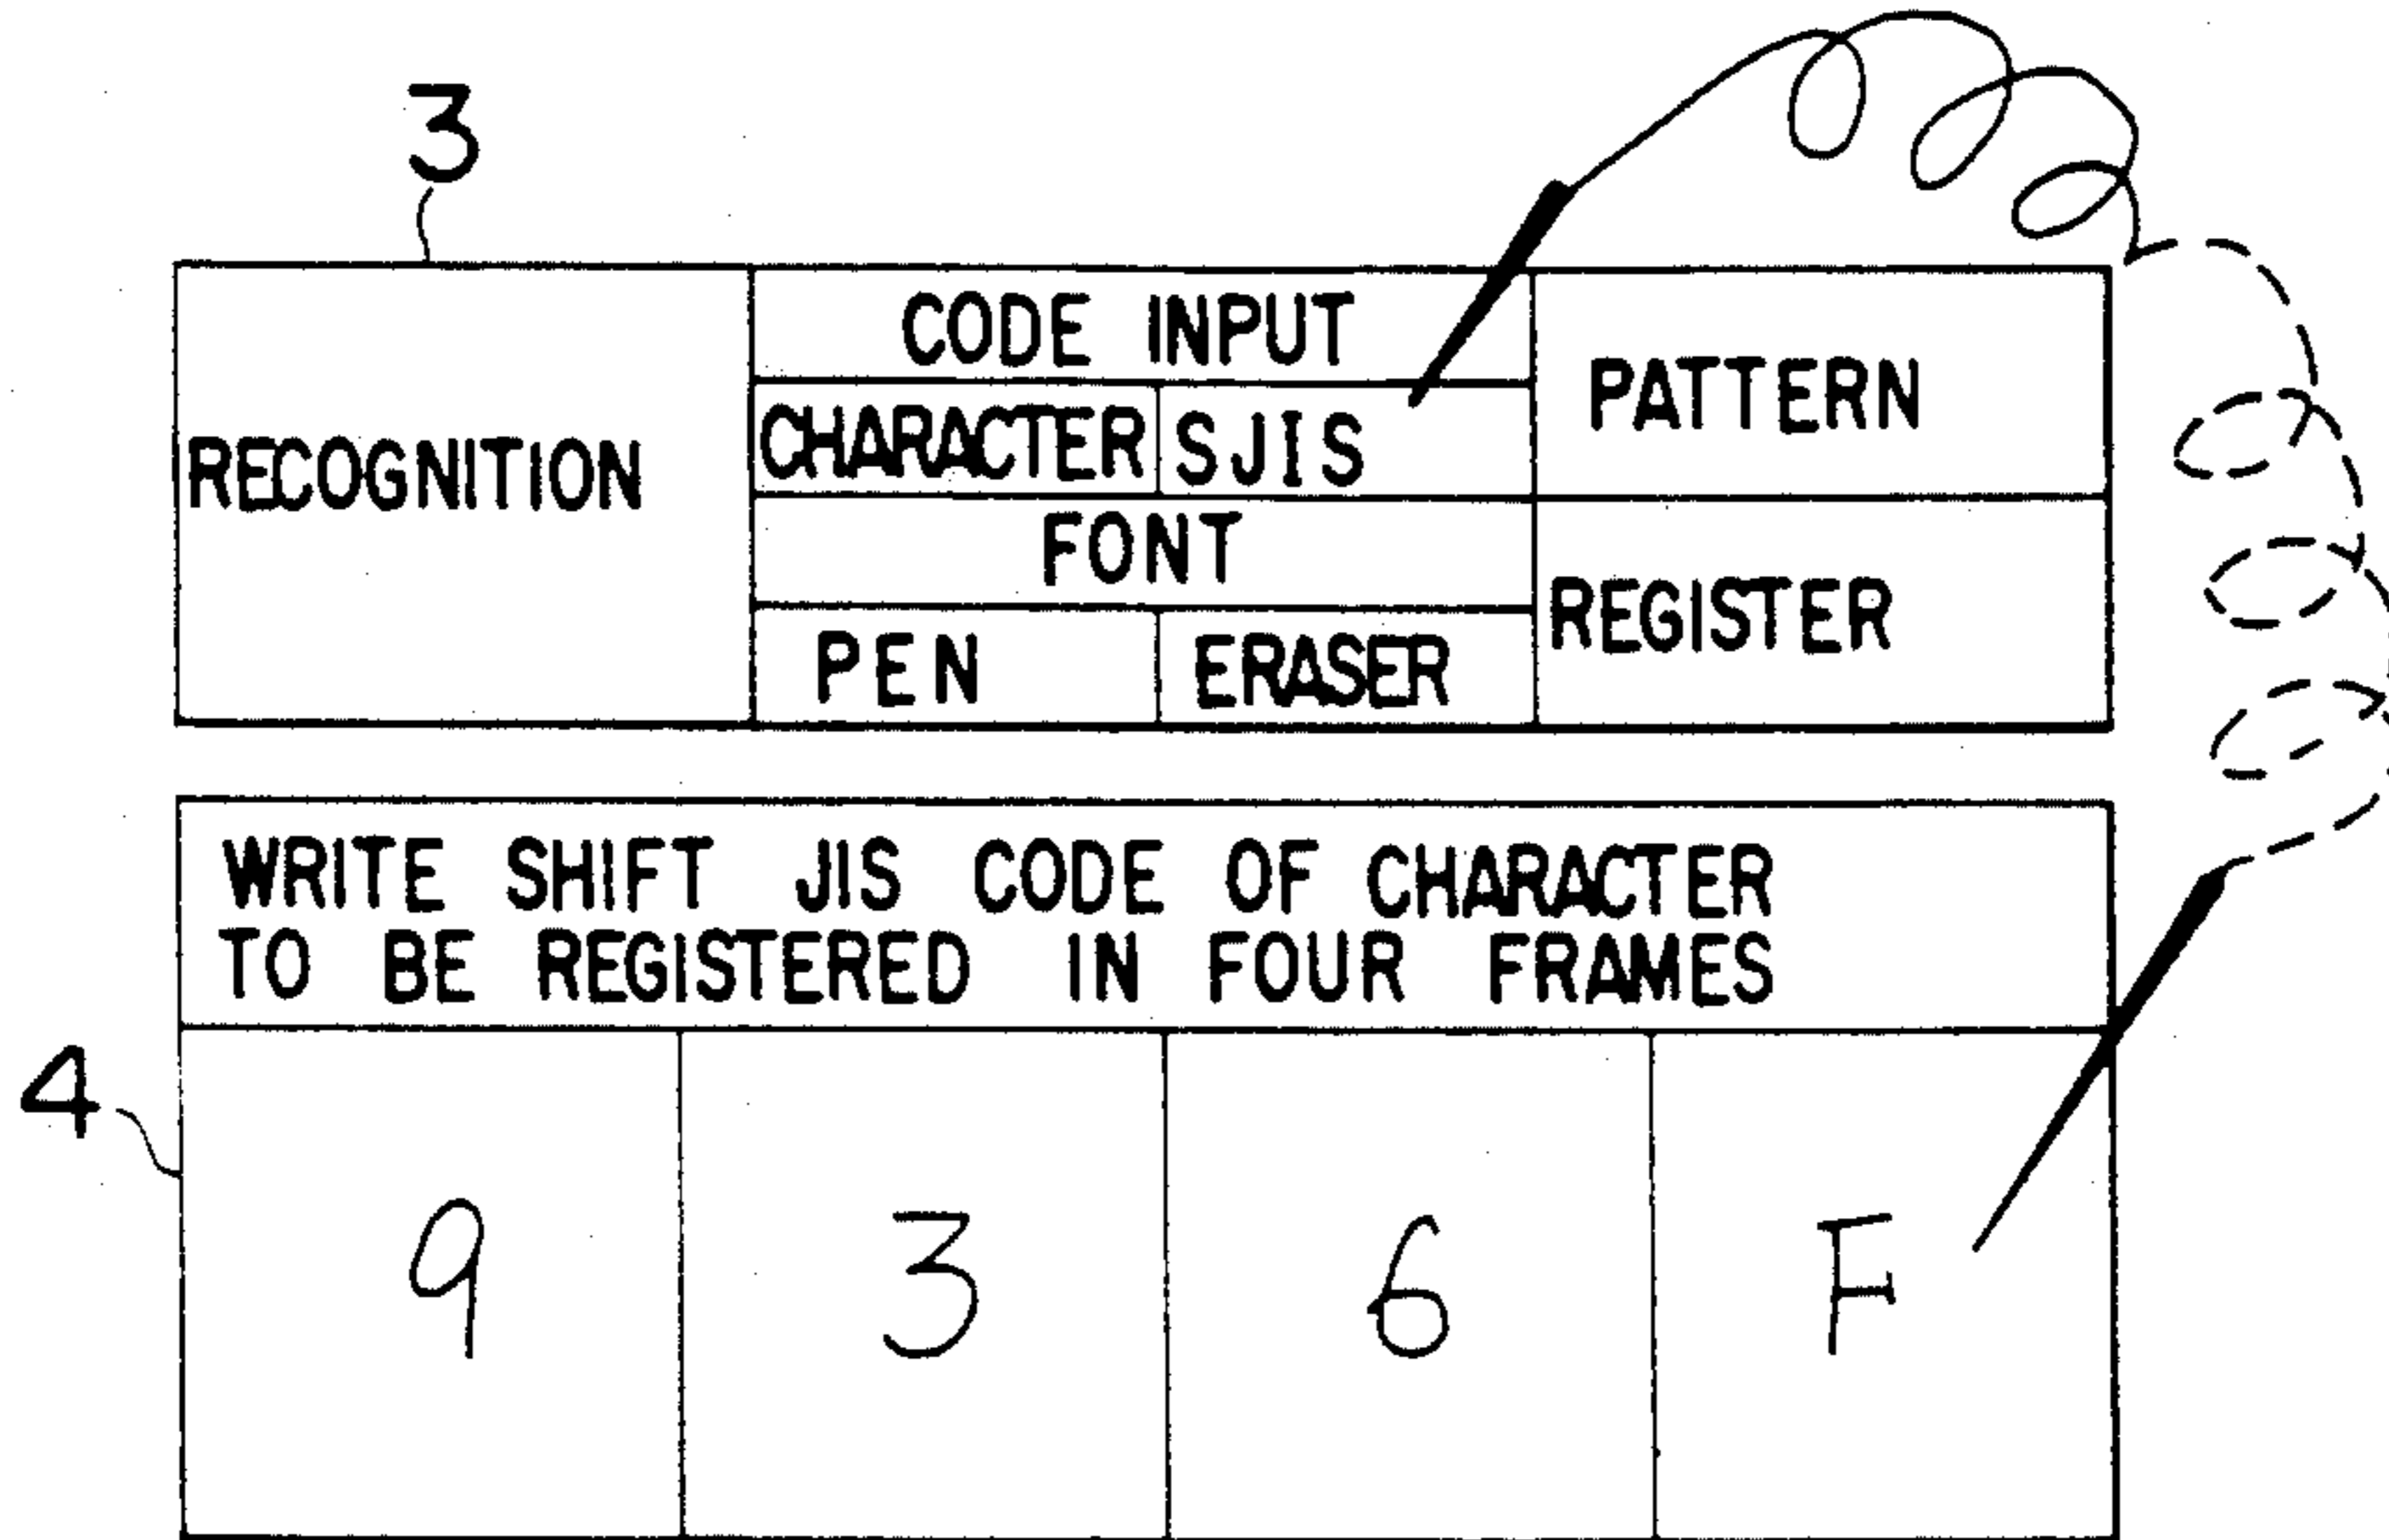 3
CODE INPUT
PATTERN
CHARACTER SJIS
RECOGNITION
FONT
REGISTER
PEN ERASER
WRITE SHIFT JIS CODE OF CHARACTER
TO BE REGISTERED IN FOUR FRAMES
4
9 3 6 F